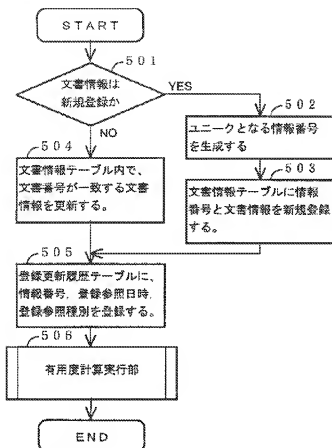 START
501
文書情報は
新規登録か
YES
502
ユニークとなる情報番号
を生成する
NO
504
文書情報テーブル内で、
文書番号が一致する文書
情報を更新する。
503
文書情報テーブルに情報
番号と文書情報を新規登録
する。
505
登録更新履歴テーブルに、
情報番号，登録参照日時，
登録参照種別を登録する。
506
有用度計算実行部
END